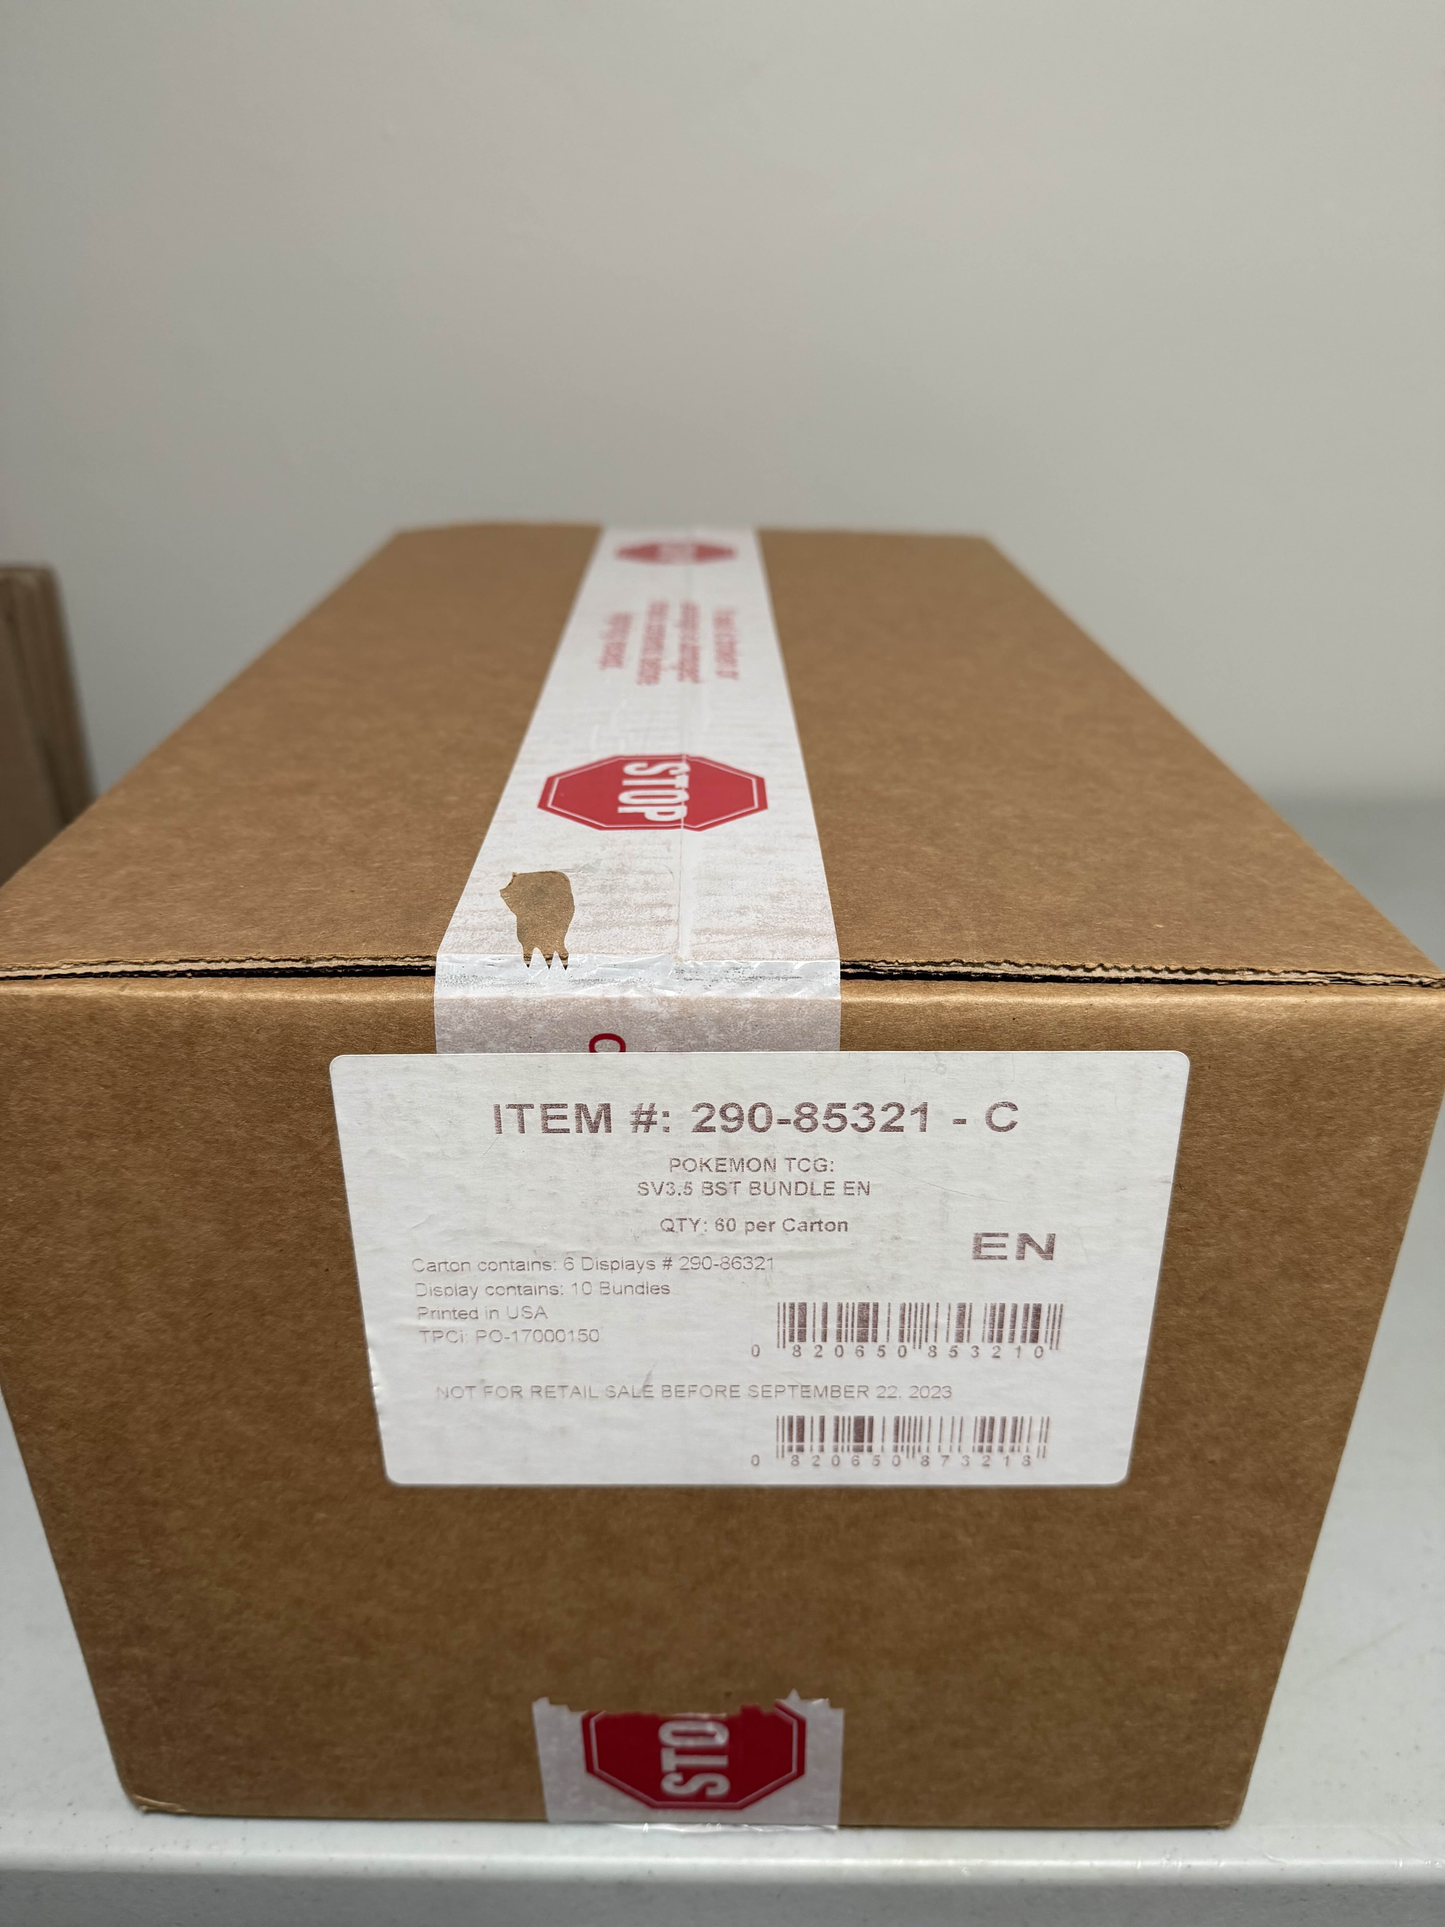 STOP
ITEM #: 290-85321 - C
POKEMON TCG:
SV3.5 BST BUNDLE EN
QTY: 60 per Carton
EN
Carton contains: 6 Displays # 290-86321
Display contains: 10 Bundles
Printed in USA
TPCi: PO-17000150
0 820650 853210
NOT FOR RETAIL SALE BEFORE SEPTEMBER 22, 2023
0 820650 873218
STO